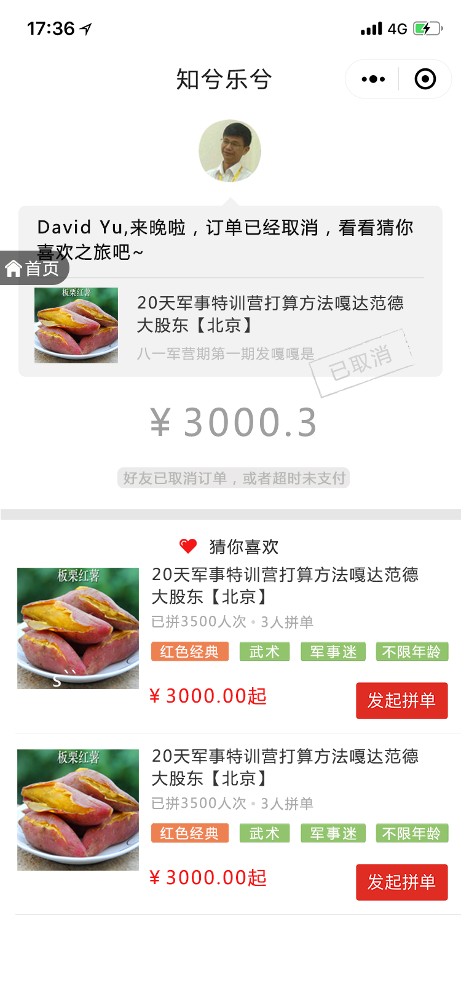 17:36
4G
知兮乐兮
David Yu,来晚啦，订单已经取消，看看猜你
喜欢之旅吧~
首页
板栗红薯
20天军事特训营打算方法嘎达范德
大股东【北京】
八一军营期第一期发嘎嘎是
已取消
¥ 3000.3
好友已取消订单，或者超时未支付
猜你喜欢
板栗红薯
20天军事特训营打算方法嘎达范德
大股东【北京】
已拼3500人次 • 3人拼单
红色经典 武术 军事迷 不限年龄
s``
¥ 3000.00起
发起拼单
板栗红薯
20天军事特训营打算方法嘎达范德
大股东【北京】
已拼3500人次 • 3人拼单
红色经典 武术 军事迷 不限年龄
¥ 3000.00起
发起拼单